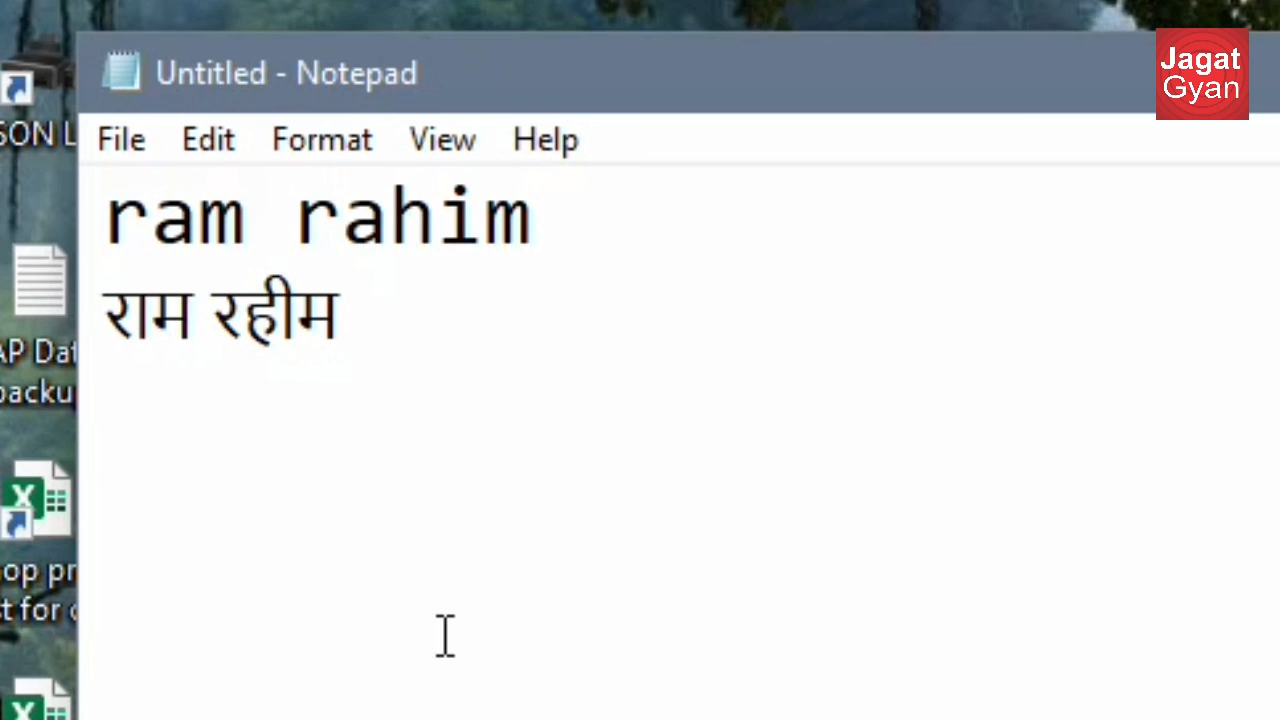 Jagat
Gyan
Untitled - Notepad
File Edit Format View Help
ram rahim
राम रहीम